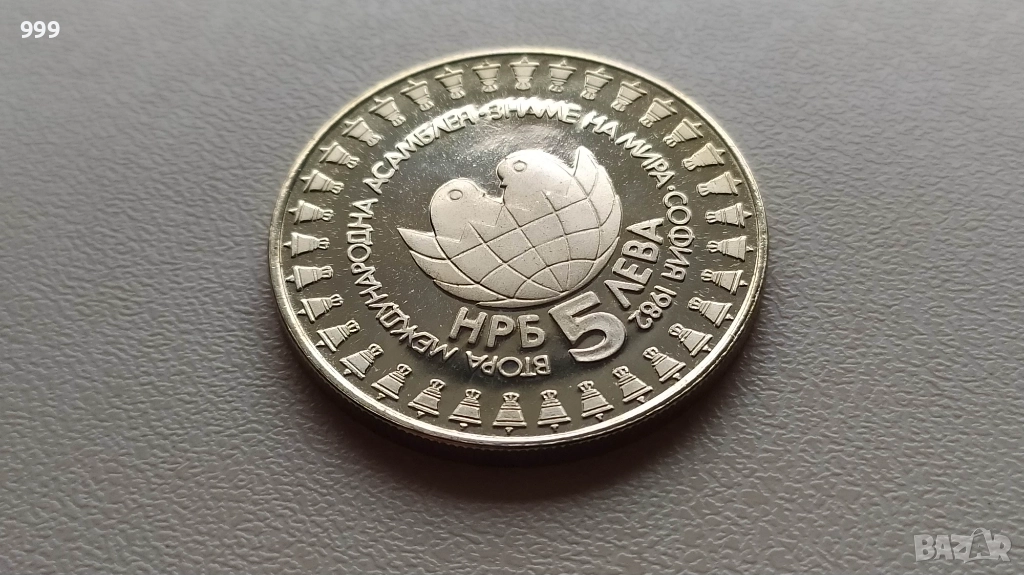 999
ВТОРА МЕЖДУНАРОДНА АСАМБЛЕЯ · ЗНАМЕ НА МИРА · СОФИЯ 1982
НРБ 5 ЛЕВА
BAZAR